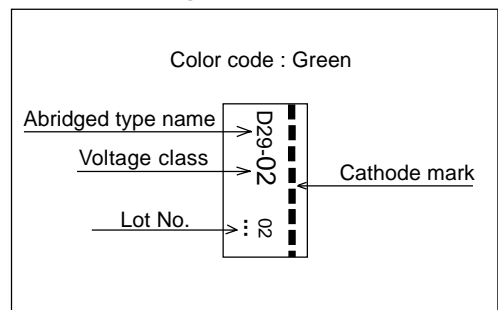 Color code : Green
Abridged type name
D29-02
Voltage class
Cathode mark
Lot No.
... 02